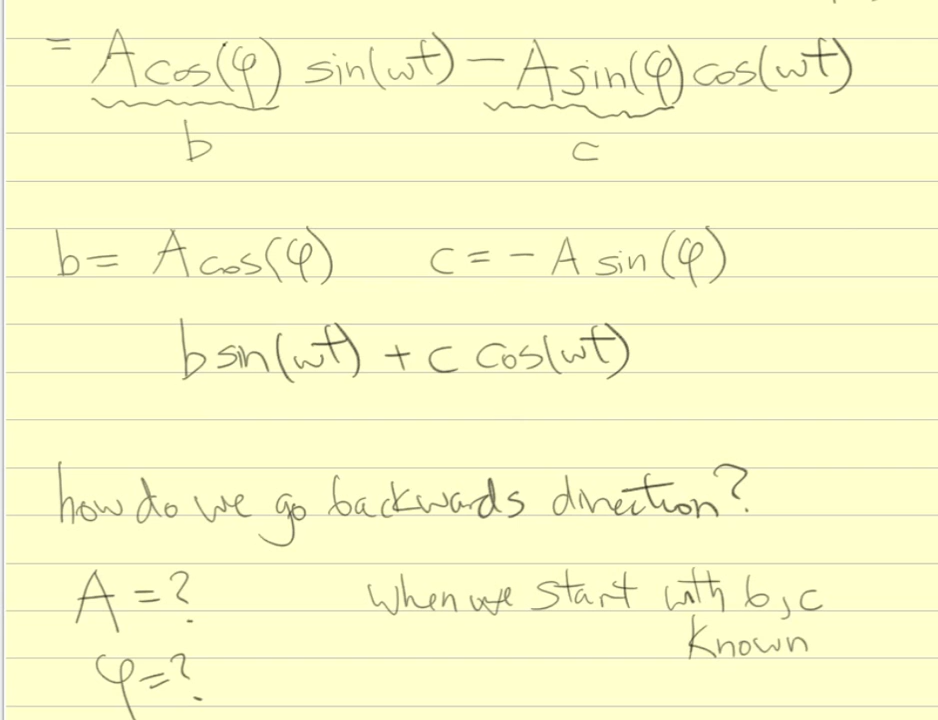 = A cos(φ) sin(ωt) - A sin(φ) cos(ωt)
b c
b = A cos(φ) c = - A sin(φ)
b sin(ωt) + c cos(ωt)
how do we go backwards direction?
A = ? when we start with b, c
known
φ = ?